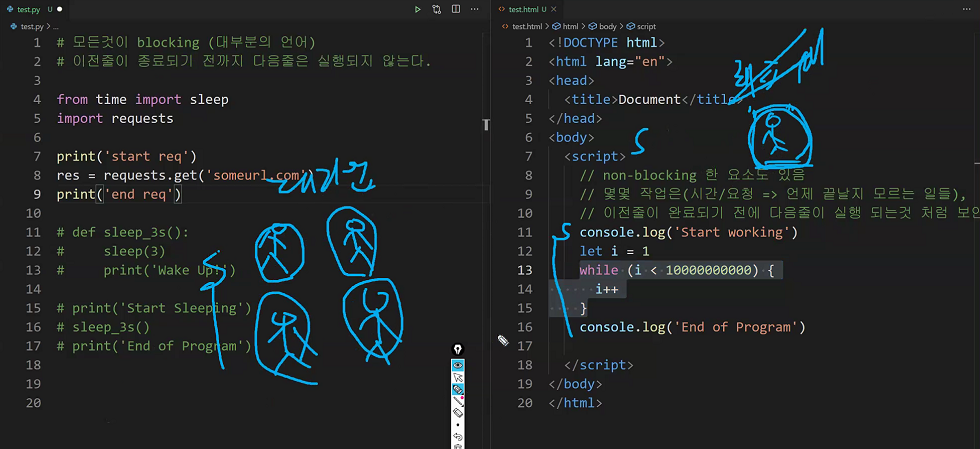 test.py U
test.py > ...
1 # 모든것이 blocking (대부분의 언어)
2 # 이전줄이 종료되기 전까지 다음줄은 실행되지 않는다.
3
4 from time import sleep
5 import requests
6
7 print('start req')
8 res = requests.get('someurl.com')
9 print('end req')
10
11 # def sleep_3s():
12 # sleep(3)
13 # print('Wake Up!')
14
15 # print('Start Sleeping')
16 # sleep_3s()
17 # print('End of Program')
18
19
20
S
test.html U
test.html > html > body > script
1 <!DOCTYPE html>
2 <html lang="en">
3 <head>
4 <title>Document</title>
5 </head>
6 <body>
7 <script>
8 // non-blocking 한 요소도 있음
9 // 몇몇 작업은(시간/요청 => 언제 끝날지 모르는 일들),
10 // 이전줄이 완료되기 전에 다음줄이 실행 되는것 처럼 보인
11 console.log('Start working')
12 let i = 1
13 while (i < 10000000000) {
14 i++
15 }
16 console.log('End of Program')
17
18 </script>
19 </body>
20 </html>
S
S